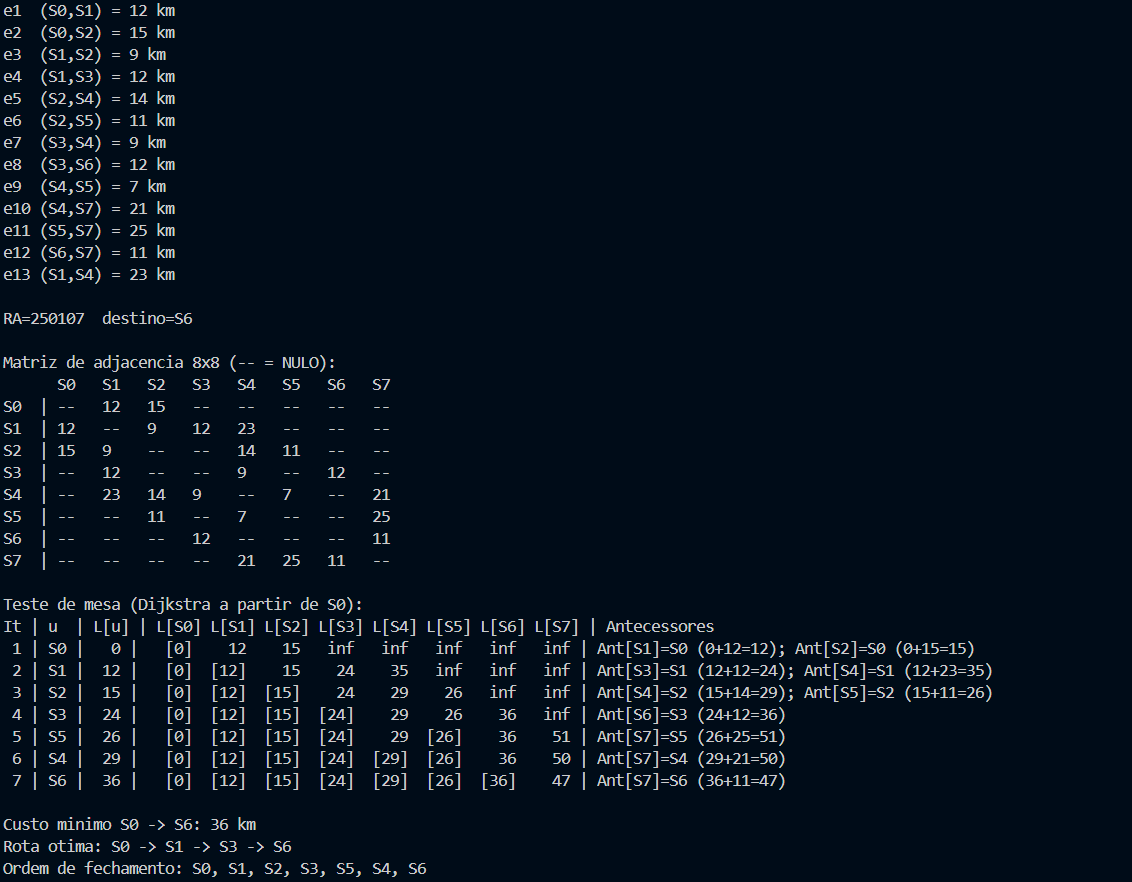 e1  (S0,S1) = 12 km
e2  (S0,S2) = 15 km
e3  (S1,S2) = 9 km
e4  (S1,S3) = 12 km
e5  (S2,S4) = 14 km
e6  (S2,S5) = 11 km
e7  (S3,S4) = 9 km
e8  (S3,S6) = 12 km
e9  (S4,S5) = 7 km
e10 (S4,S7) = 21 km
e11 (S5,S7) = 25 km
e12 (S6,S7) = 11 km
e13 (S1,S4) = 23 km
RA=250107  destino=S6
Matriz de adjacencia 8x8 (-- = NULO):
      S0   S1   S2   S3   S4   S5   S6   S7
S0  | --   12   15   --   --   --   --   --
S1  | 12   --   9    12   23   --   --   --
S2  | 15   9    --   --   14   11   --   --
S3  | --   12   --   --   9    --   12   --
S4  | --   23   14   9    --   7    --   21
S5  | --   --   11   --   7    --   --   25
S6  | --   --   --   12   --   --   --   11
S7  | --   --   --   --   21   25   11   --
Teste de mesa (Dijkstra a partir de S0):
It | u  | L[u] | L[S0] L[S1] L[S2] L[S3] L[S4] L[S5] L[S6] L[S7] | Antecessores
 1 | S0 |   0 |   [0]    12    15   inf   inf   inf   inf   inf | Ant[S1]=S0 (0+12=12); Ant[S2]=S0 (0+15=15)
 2 | S1 |  12 |   [0]  [12]    15    24    35   inf   inf   inf | Ant[S3]=S1 (12+12=24); Ant[S4]=S1 (12+23=35)
 3 | S2 |  15 |   [0]  [12]  [15]    24    29    26   inf   inf | Ant[S4]=S2 (15+14=29); Ant[S5]=S2 (15+11=26)
 4 | S3 |  24 |   [0]  [12]  [15]  [24]    29    26    36   inf | Ant[S6]=S3 (24+12=36)
 5 | S5 |  26 |   [0]  [12]  [15]  [24]    29  [26]    36    51 | Ant[S7]=S5 (26+25=51)
 6 | S4 |  29 |   [0]  [12]  [15]  [24]  [29]  [26]    36    50 | Ant[S7]=S4 (29+21=50)
 7 | S6 |  36 |   [0]  [12]  [15]  [24]  [29]  [26]  [36]    47 | Ant[S7]=S6 (36+11=47)
Custo minimo S0 -> S6: 36 km
Rota otima: S0 -> S1 -> S3 -> S6
Ordem de fechamento: S0, S1, S2, S3, S5, S4, S6